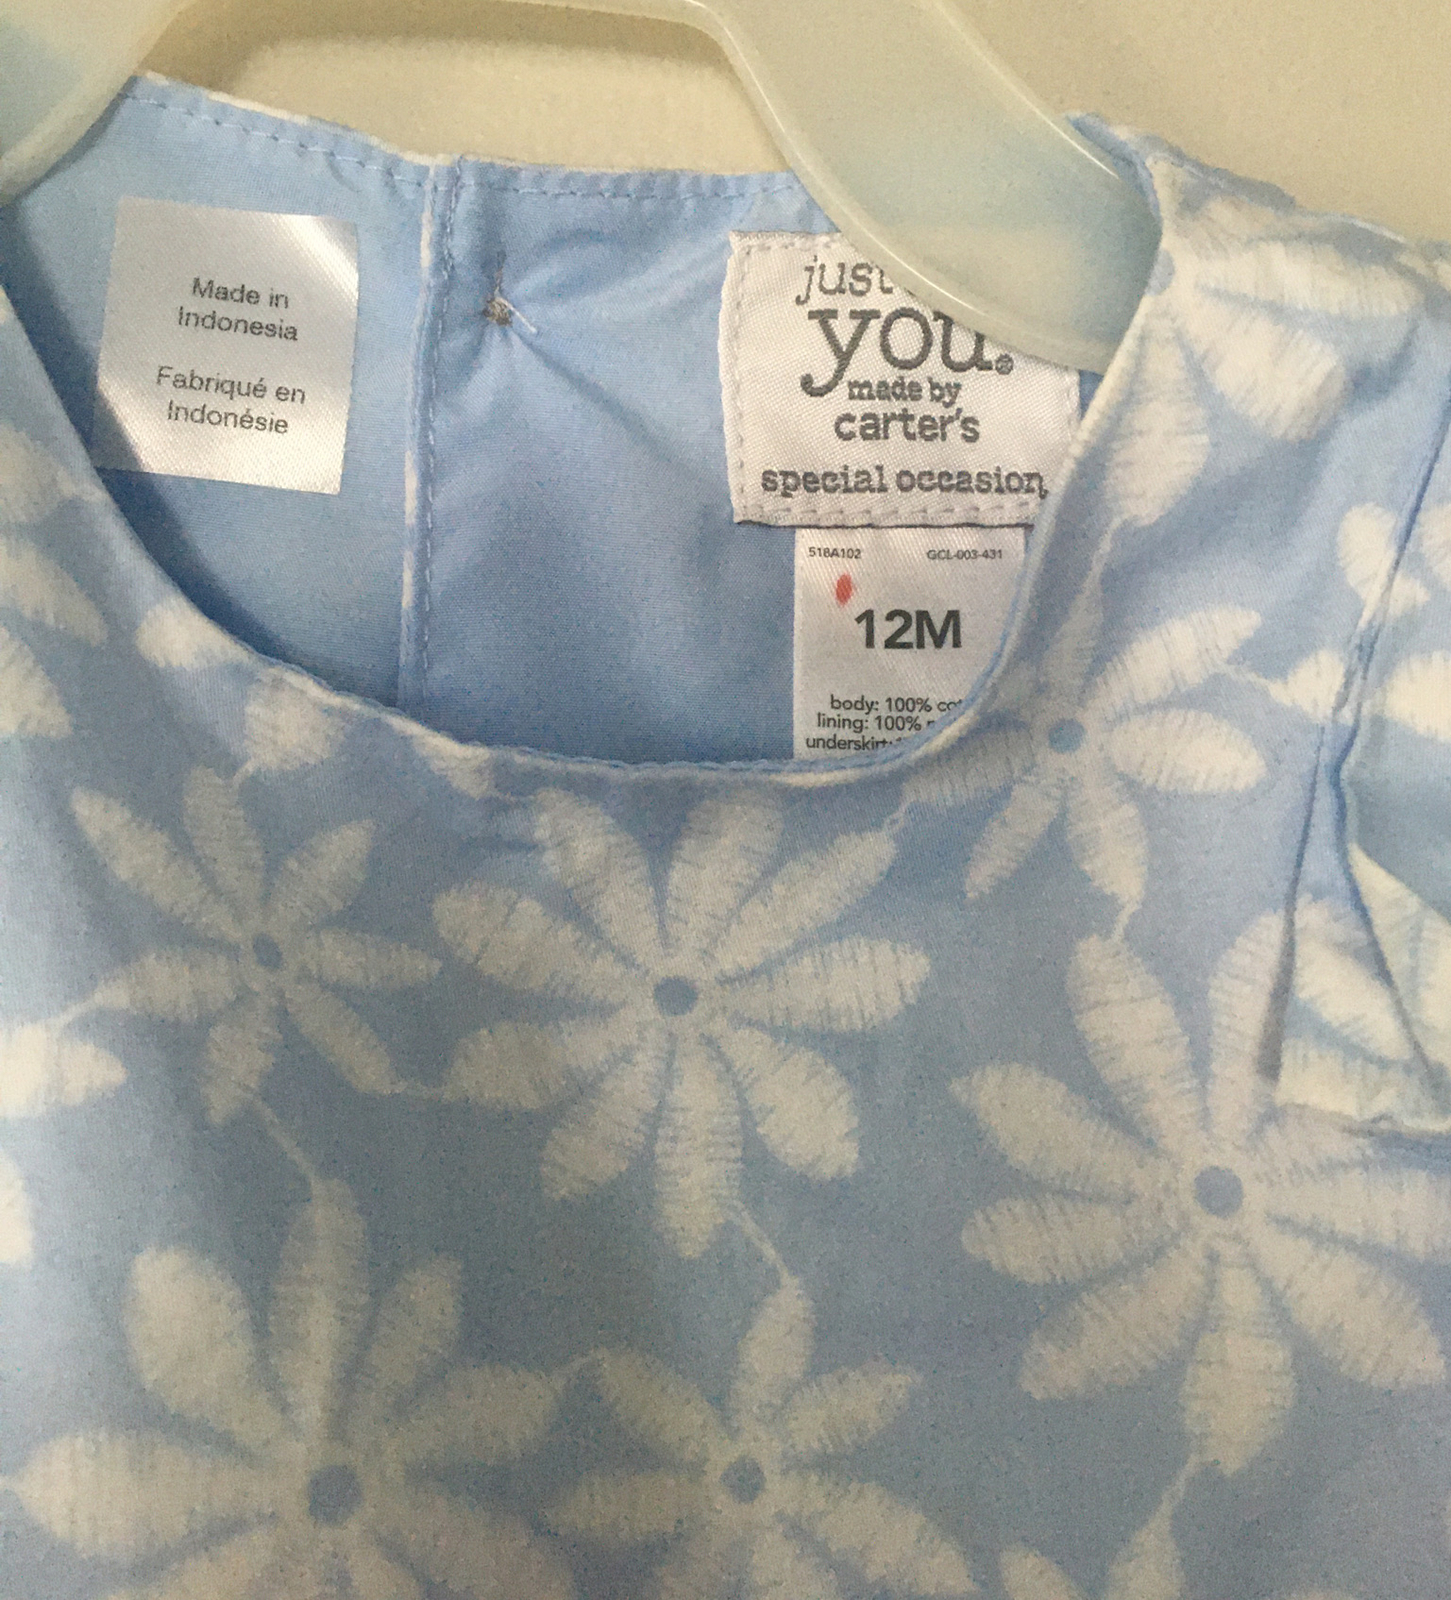 Made in
Indonesia
Fabriqué en
Indonésie
just
you®
made by
carter's
special occasion
518A102 GCL-003-431
12M
body: 100%
lining: 100%
underskirt: